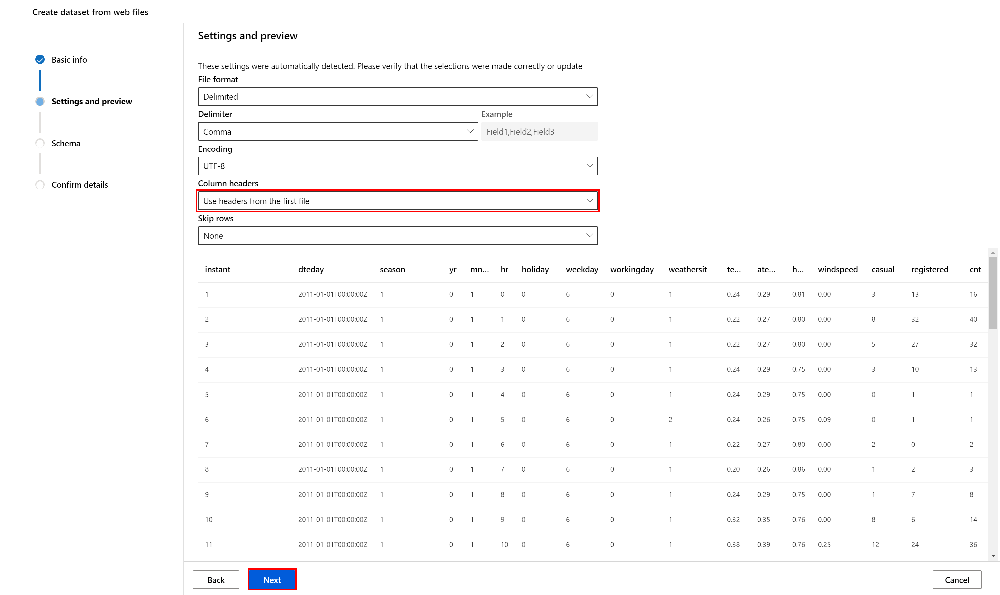 Create dataset from web files
Basic info
Settings and preview
Schema
Confirm details
Settings and preview
These settings were automatically detected. Please verify that the selections were made correctly or update
File format
Delimited
Delimiter Example
Comma Field1,Field2,Field3
Encoding
UTF-8
Column headers
Use headers from the first file
Skip rows
None
instant dteday season yr mn... hr holiday weekday workingday weathersit te... ate... h... windspeed casual registered cnt
1 2011-01-01T00:00:00Z 1 0 1 0 0 6 0 1 0.24 0.29 0.81 0.00 3 13 16
2 2011-01-01T00:00:00Z 1 0 1 1 0 6 0 1 0.22 0.27 0.80 0.00 8 32 40
3 2011-01-01T00:00:00Z 1 0 1 2 0 6 0 1 0.22 0.27 0.80 0.00 5 27 32
4 2011-01-01T00:00:00Z 1 0 1 3 0 6 0 1 0.24 0.29 0.75 0.00 3 10 13
5 2011-01-01T00:00:00Z 1 0 1 4 0 6 0 1 0.24 0.29 0.75 0.00 0 1 1
6 2011-01-01T00:00:00Z 1 0 1 5 0 6 0 2 0.24 0.26 0.75 0.09 0 1 1
7 2011-01-01T00:00:00Z 1 0 1 6 0 6 0 1 0.22 0.27 0.80 0.00 2 0 2
8 2011-01-01T00:00:00Z 1 0 1 7 0 6 0 1 0.20 0.26 0.86 0.00 1 2 3
9 2011-01-01T00:00:00Z 1 0 1 8 0 6 0 1 0.24 0.29 0.75 0.00 1 7 8
10 2011-01-01T00:00:00Z 1 0 1 9 0 6 0 1 0.32 0.35 0.76 0.00 8 6 14
11 2011-01-01T00:00:00Z 1 0 1 10 0 6 0 1 0.38 0.39 0.76 0.25 12 24 36
Back Next Cancel